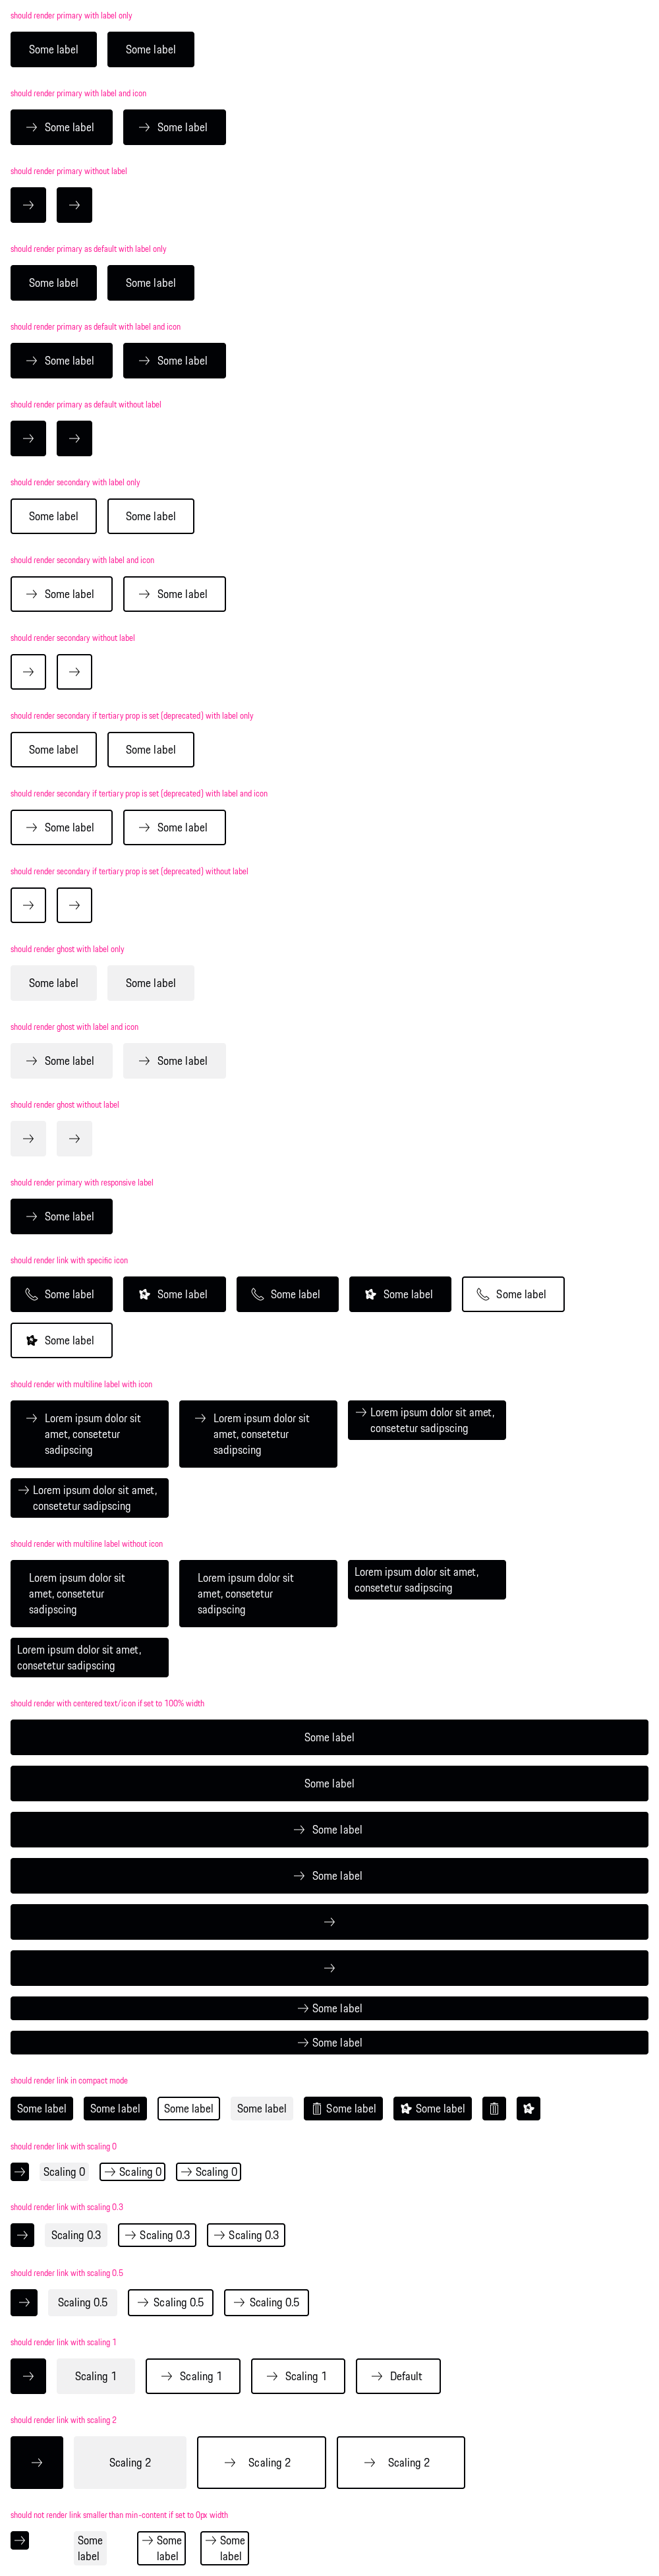 should render primary with label only
Some label Some label
should render primary with label and icon
Some label Some label
should render primary without label
should render primary as default with label only
Some label Some label
should render primary as default with label and icon
Some label Some label
should render primary as default without label
should render secondary with label only
Some label Some label
should render secondary with label and icon
Some label Some label
should render secondary without label
should render secondary if tertiary prop is set (deprecated) with label only
Some label Some label
should render secondary if tertiary prop is set (deprecated) with label and icon
Some label Some label
should render secondary if tertiary prop is set (deprecated) without label
should render ghost with label only
Some label Some label
should render ghost with label and icon
Some label Some label
should render ghost without label
should render primary with responsive label
Some label
should render link with specific icon
Some label Some label Some label Some label Some label
Some label
should render with multiline label with icon
Lorem ipsum dolor sit
amet, consetetur
sadipscing
Lorem ipsum dolor sit
amet, consetetur
sadipscing
Lorem ipsum dolor sit amet,
consetetur sadipscing
Lorem ipsum dolor sit amet,
consetetur sadipscing
should render with multiline label without icon
Lorem ipsum dolor sit
amet, consetetur
sadipscing
Lorem ipsum dolor sit
amet, consetetur
sadipscing
Lorem ipsum dolor sit amet,
consetetur sadipscing
Lorem ipsum dolor sit amet,
consetetur sadipscing
should render with centered text/icon if set to 100% width
Some label
Some label
Some label
Some label
Some label
Some label
should render link in compact mode
Some label Some label Some label Some label Some label Some label
should render link with scaling 0
Scaling 0 Scaling 0 Scaling 0
should render link with scaling 0.3
Scaling 0.3 Scaling 0.3 Scaling 0.3
should render link with scaling 0.5
Scaling 0.5 Scaling 0.5 Scaling 0.5
should render link with scaling 1
Scaling 1 Scaling 1 Scaling 1 Default
should render link with scaling 2
Scaling 2 Scaling 2 Scaling 2
should not render link smaller than min-content if set to 0px width
Some
label
Some
label
Some
label